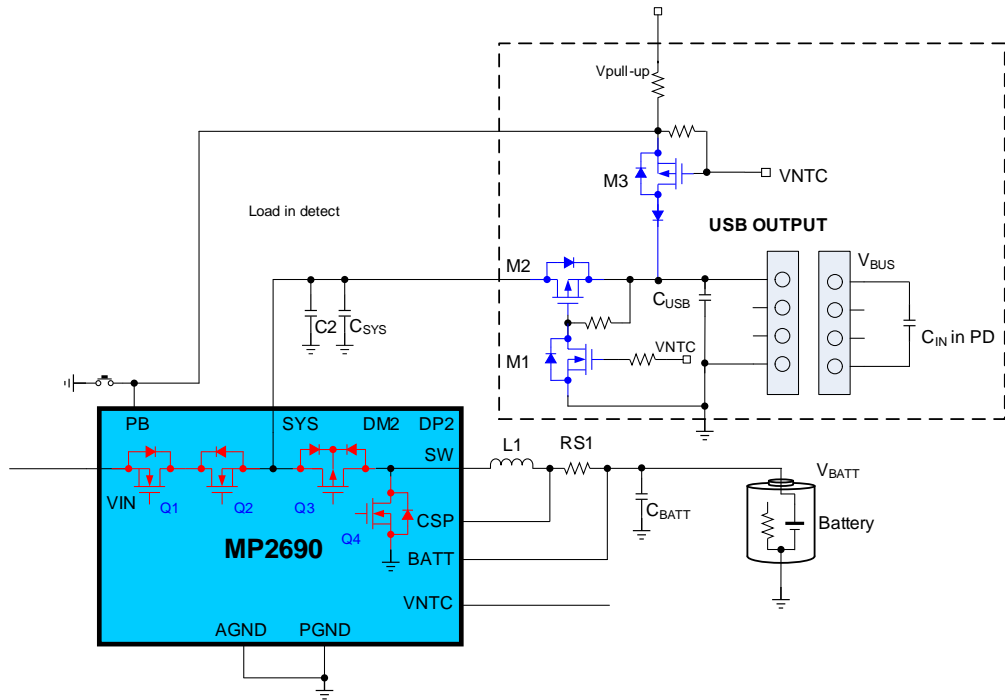 Vpull-up
M3
VNTC
Load in detect
USB OUTPUT
M2
VBUS
C2
CSYS
CUSB
CIN in PD
M1
VNTC
PB
SYS
DM2
DP2
SW
L1
RS1
VIN
Q1
Q2
Q3
Q4
CSP
CBATT
VBATT
Battery
MP2690
BATT
VNTC
AGND
PGND